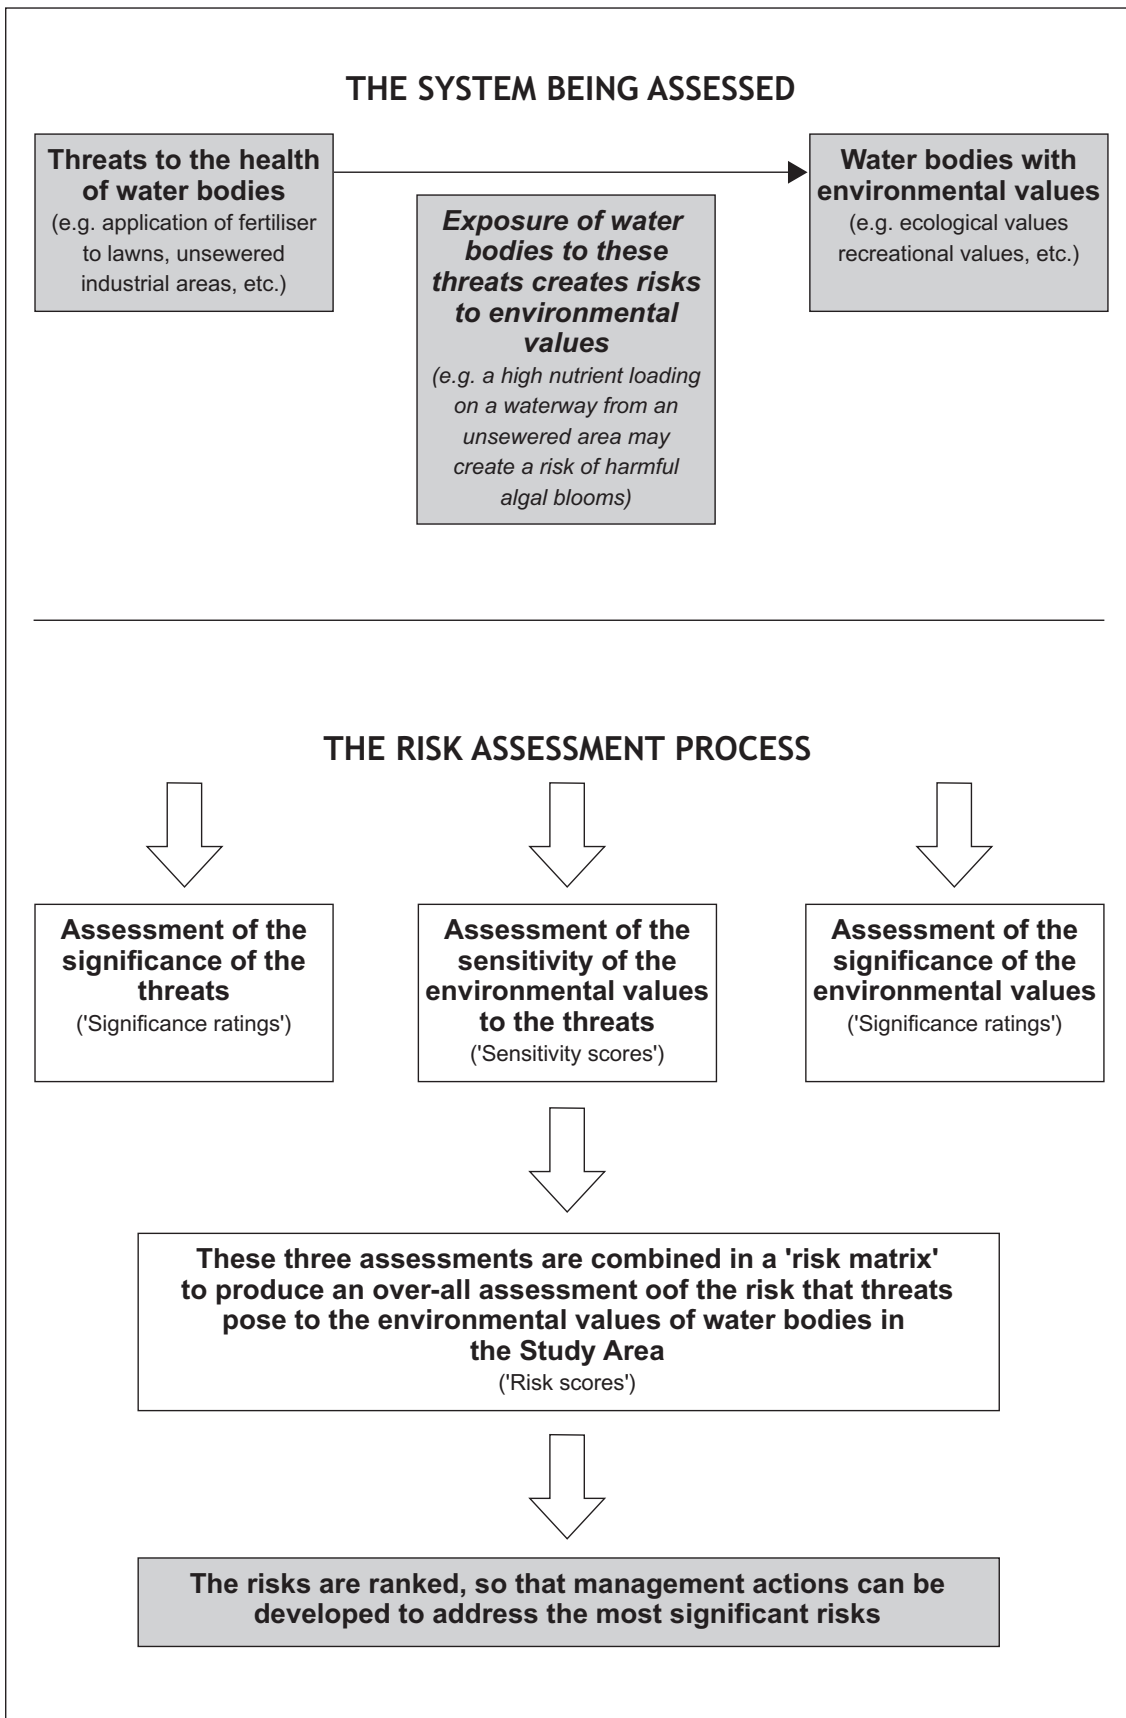 THE SYSTEM BEING ASSESSED
Threats to the health
of water bodies
(e.g. application of fertiliser
to lawns, unsewered
industrial areas, etc.)
Exposure of water
bodies to these
threats creates risks
to environmental
values
(e.g. a high nutrient loading
on a waterway from an
unsewered area may
create a risk of harmful
algal blooms)
Water bodies with
environmental values
(e.g. ecological values
recreational values, etc.)
THE RISK ASSESSMENT PROCESS
Assessment of the
significance of the
threats
('Significance ratings')
Assessment of the
sensitivity of the
environmental values
to the threats
('Sensitivity scores')
Assessment of the
significance of the
environmental values
('Significance ratings')
These three assessments are combined in a 'risk matrix'
to produce an over-all assessment oof the risk that threats
pose to the environmental values of water bodies in
the Study Area
('Risk scores')
The risks are ranked, so that management actions can be
developed to address the most significant risks